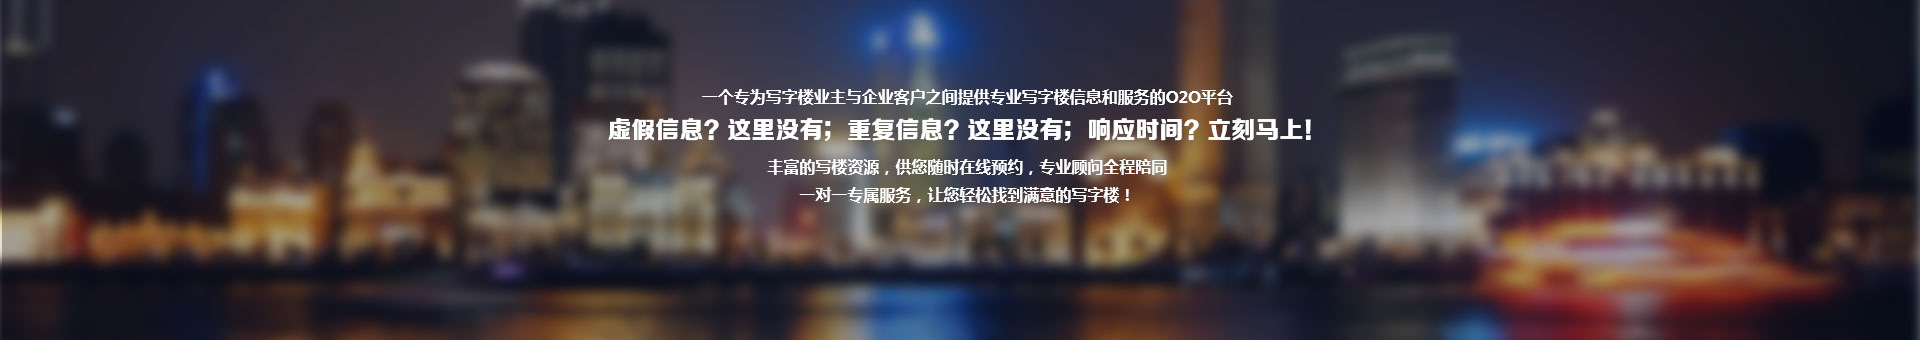 一个专为写字楼业主与企业客户之间提供专业写字楼信息和服务的O2O平台
虚假信息？这里没有；重复信息？这里没有；响应时间？立刻马上！
丰富的写楼资源，供您随时在线预约，专业顾问全程陪同
一对一专属服务，让您轻松找到满意的写字楼！